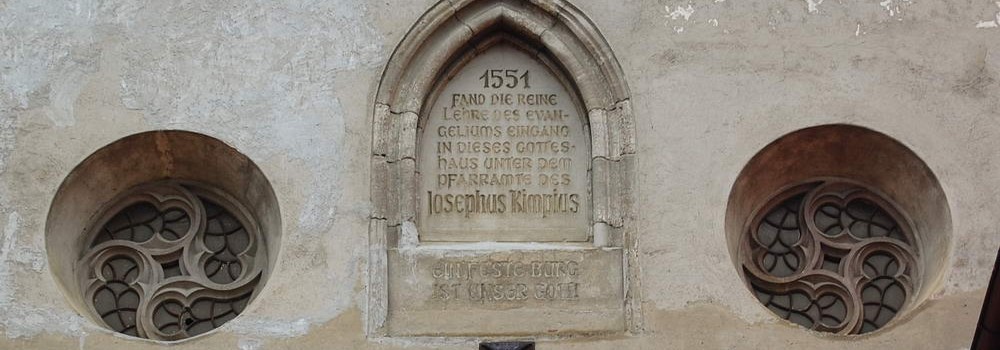 1551
FAND DIE REINE
LEHRE DES EVAN-
GELIUMS EINGANG
IN DIESES GOTTES-
HAUS UNTER DEM
PFARRAMTE DES
Josephus Kimpius
EIN FESTE BURG
IST UNSER GOTT